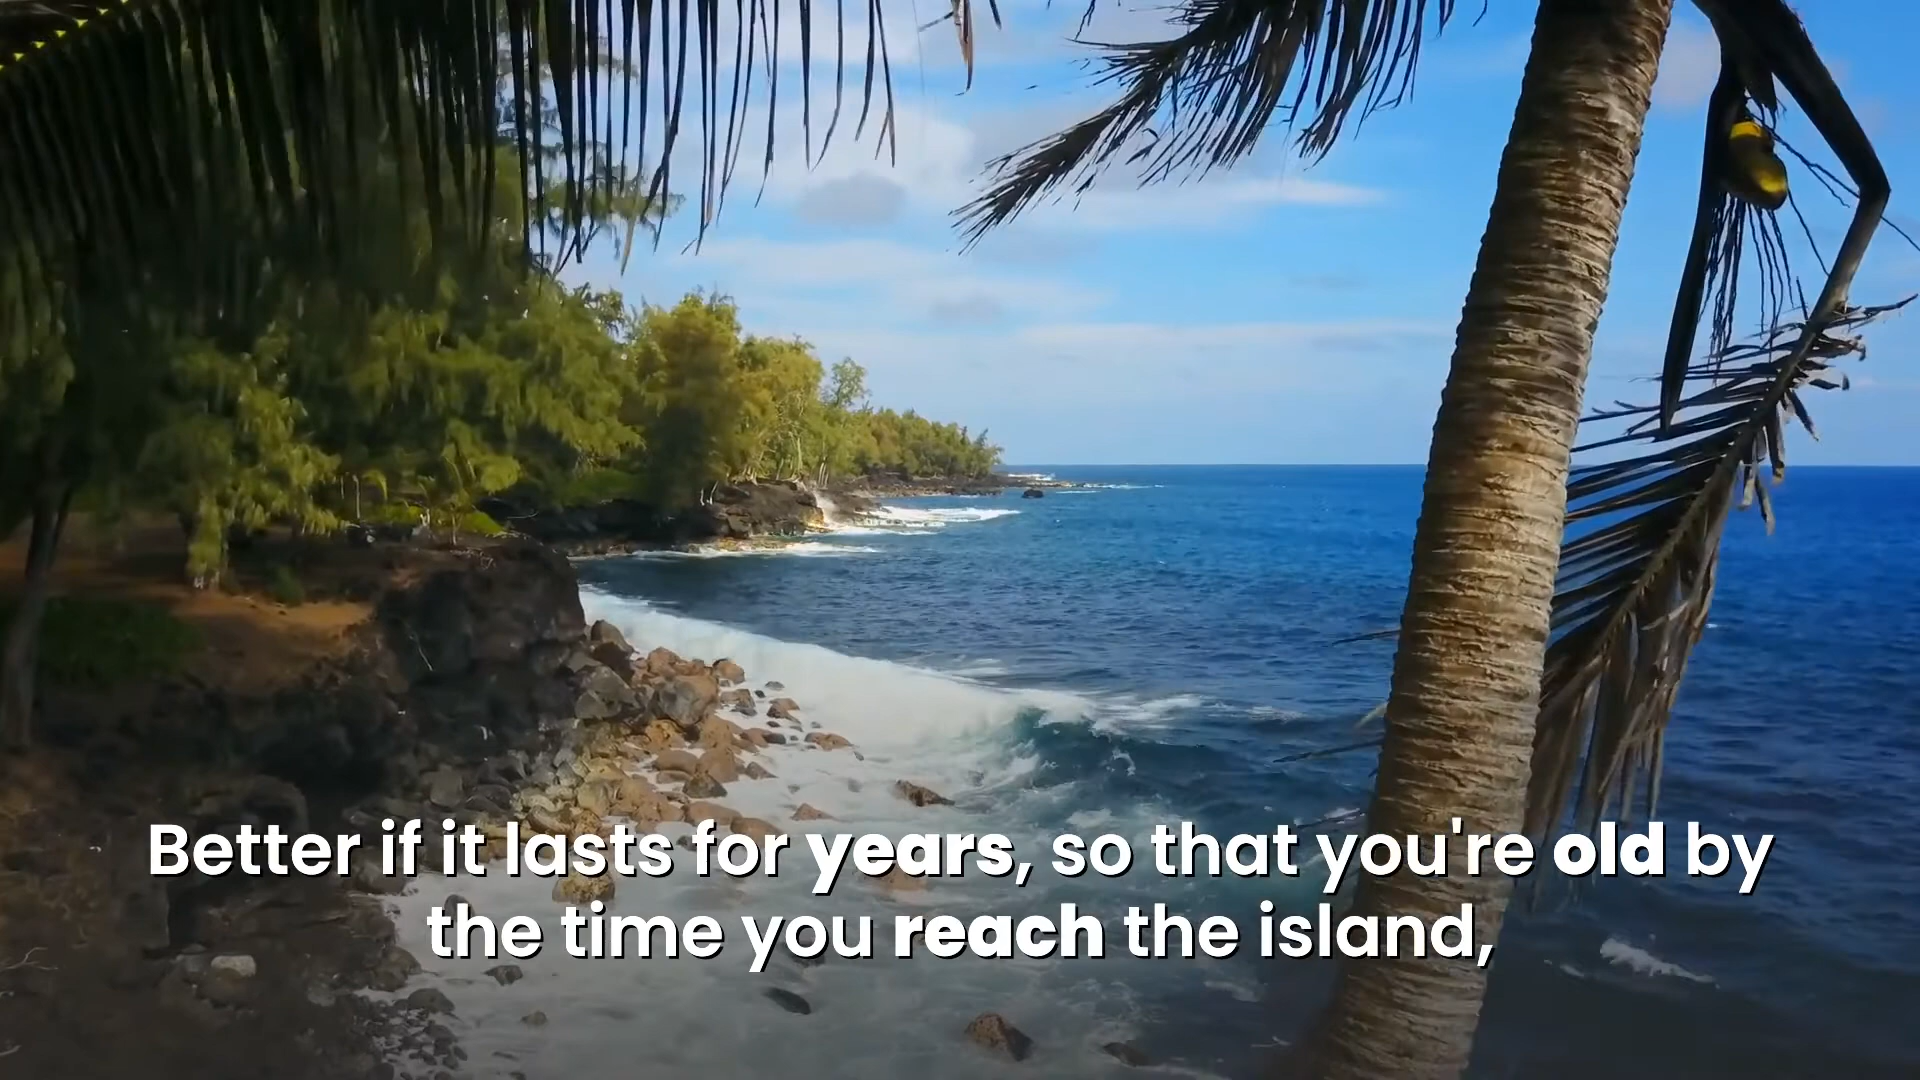 Better if it lasts for years, so that you're old by
the time you reach the island,